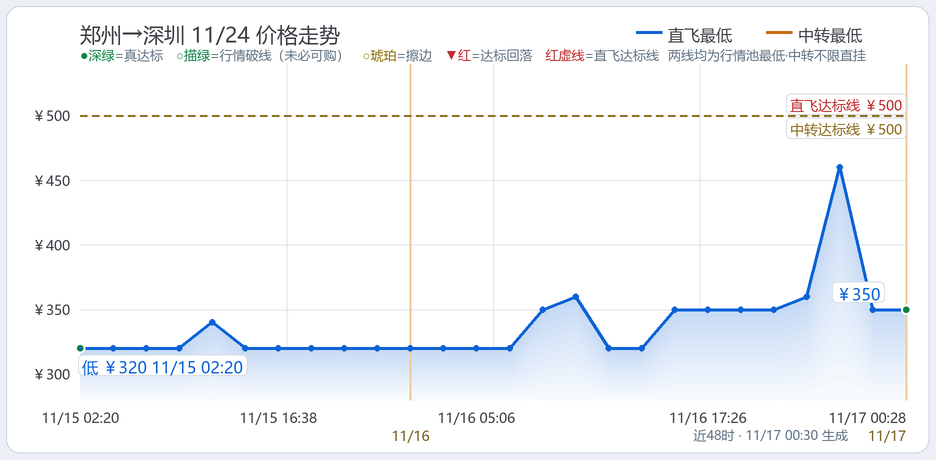 郑州→深圳 11/24 价格走势
直飞最低 中转最低
●深绿=真达标 ○描绿=行情破线（未必可购） ○琥珀=擦边 ▼红=达标回落 红虚线=直飞达标线 两线均为行情池最低·中转不限直挂
直飞达标线 ¥500
¥500
中转达标线 ¥500
¥450
¥400
¥350
¥350
低 ¥320 11/15 02:20
¥300
11/15 02:20 11/15 16:38 11/16 05:06 11/16 17:26 11/17 00:28
11/16 近48时 · 11/17 00:30 生成 11/17